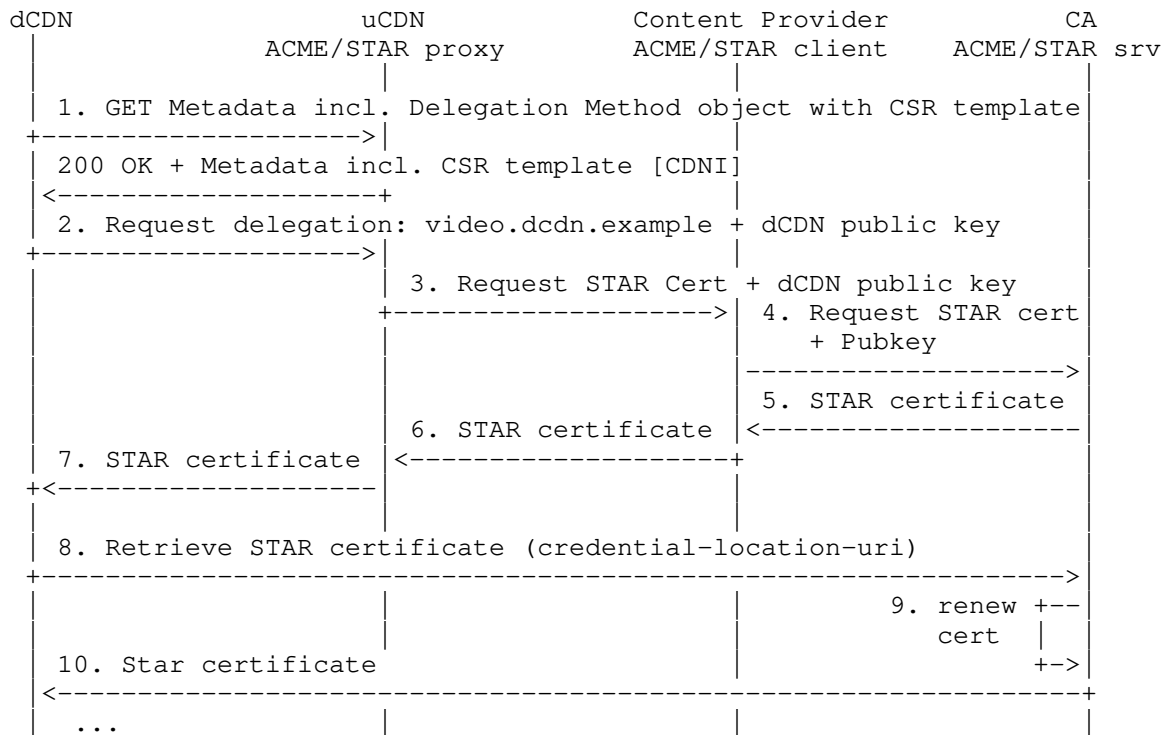 dCDN uCDN Content Provider CA
ACME/STAR proxy ACME/STAR client ACME/STAR srv
1. GET Metadata incl. Delegation Method object with CSR template
200 OK + Metadata incl. CSR template [CDNI]
2. Request delegation: video.dcdn.example + dCDN public key
3. Request STAR Cert + dCDN public key
4. Request STAR cert
+ Pubkey
5. STAR certificate
6. STAR certificate
7. STAR certificate
8. Retrieve STAR certificate (credential-location-uri)
9. renew
cert
10. Star certificate
...